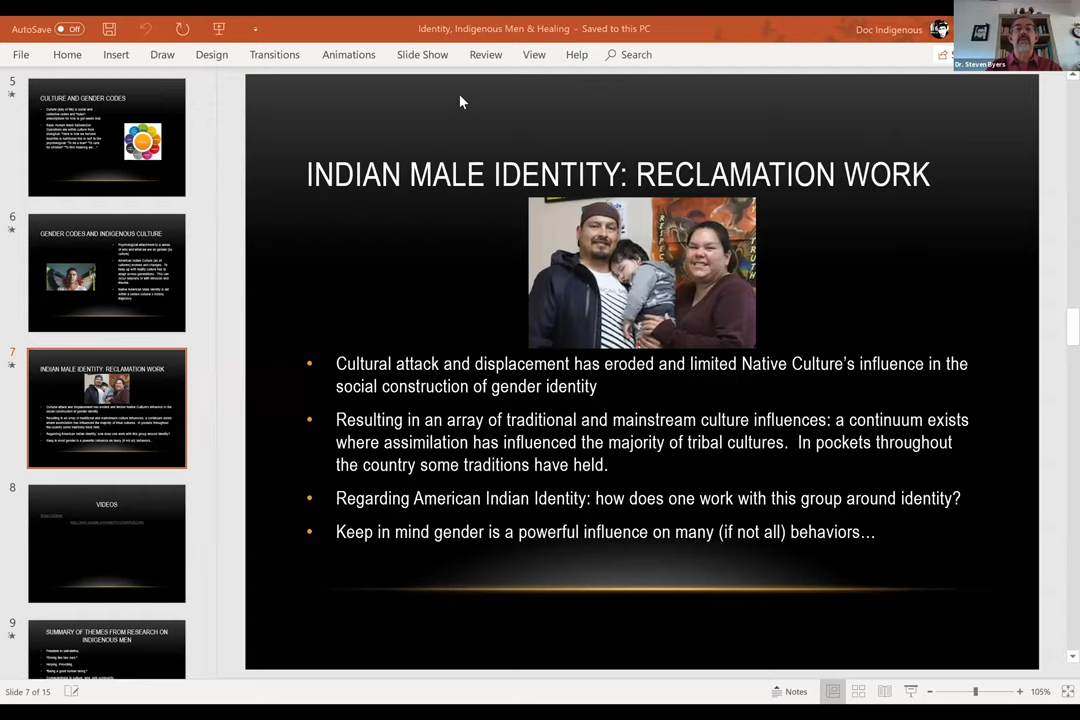 AutoSave
Off
Identity, Indigenous Men & Healing - Saved to this PC
Doc Indigenous
File
Home
Insert
Draw
Design
Transitions
Animations
Slide Show
Review
View
Help
Search
Dr. Steven Byers
5
CULTURE AND GENDER CODES
6
GENDER CODES AND INDIGENOUS CULTURE
7
INDIAN MALE IDENTITY: RECLAMATION WORK
8
VIDEOS
9
SUMMARY OF THEMES FROM RESEARCH ON
INDIGENOUS MEN
INDIAN MALE IDENTITY: RECLAMATION WORK
RESPEC
TRUTH
• Cultural attack and displacement has eroded and limited Native Culture's influence in the
social construction of gender identity
• Resulting in an array of traditional and mainstream culture influences: a continuum exists
where assimilation has influenced the majority of tribal cultures. In pockets throughout
the country some traditions have held.
• Regarding American Indian Identity: how does one work with this group around identity?
• Keep in mind gender is a powerful influence on many (if not all) behaviors…
Slide 7 of 15
Notes
105%